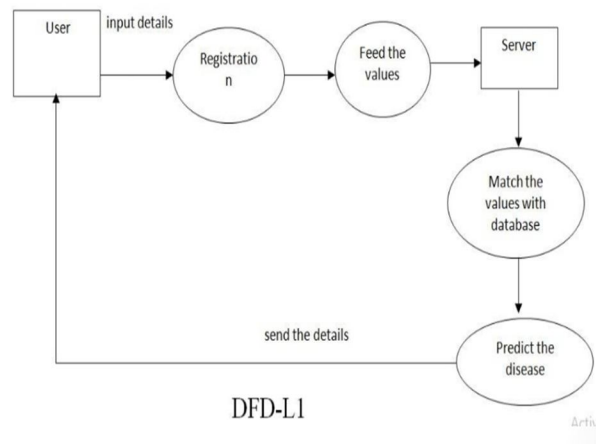 User
input details
Registratio
n
Feed the
values
Server
Match the
values with
database
Predict the
disease
send the details
DFD-L1
Activ